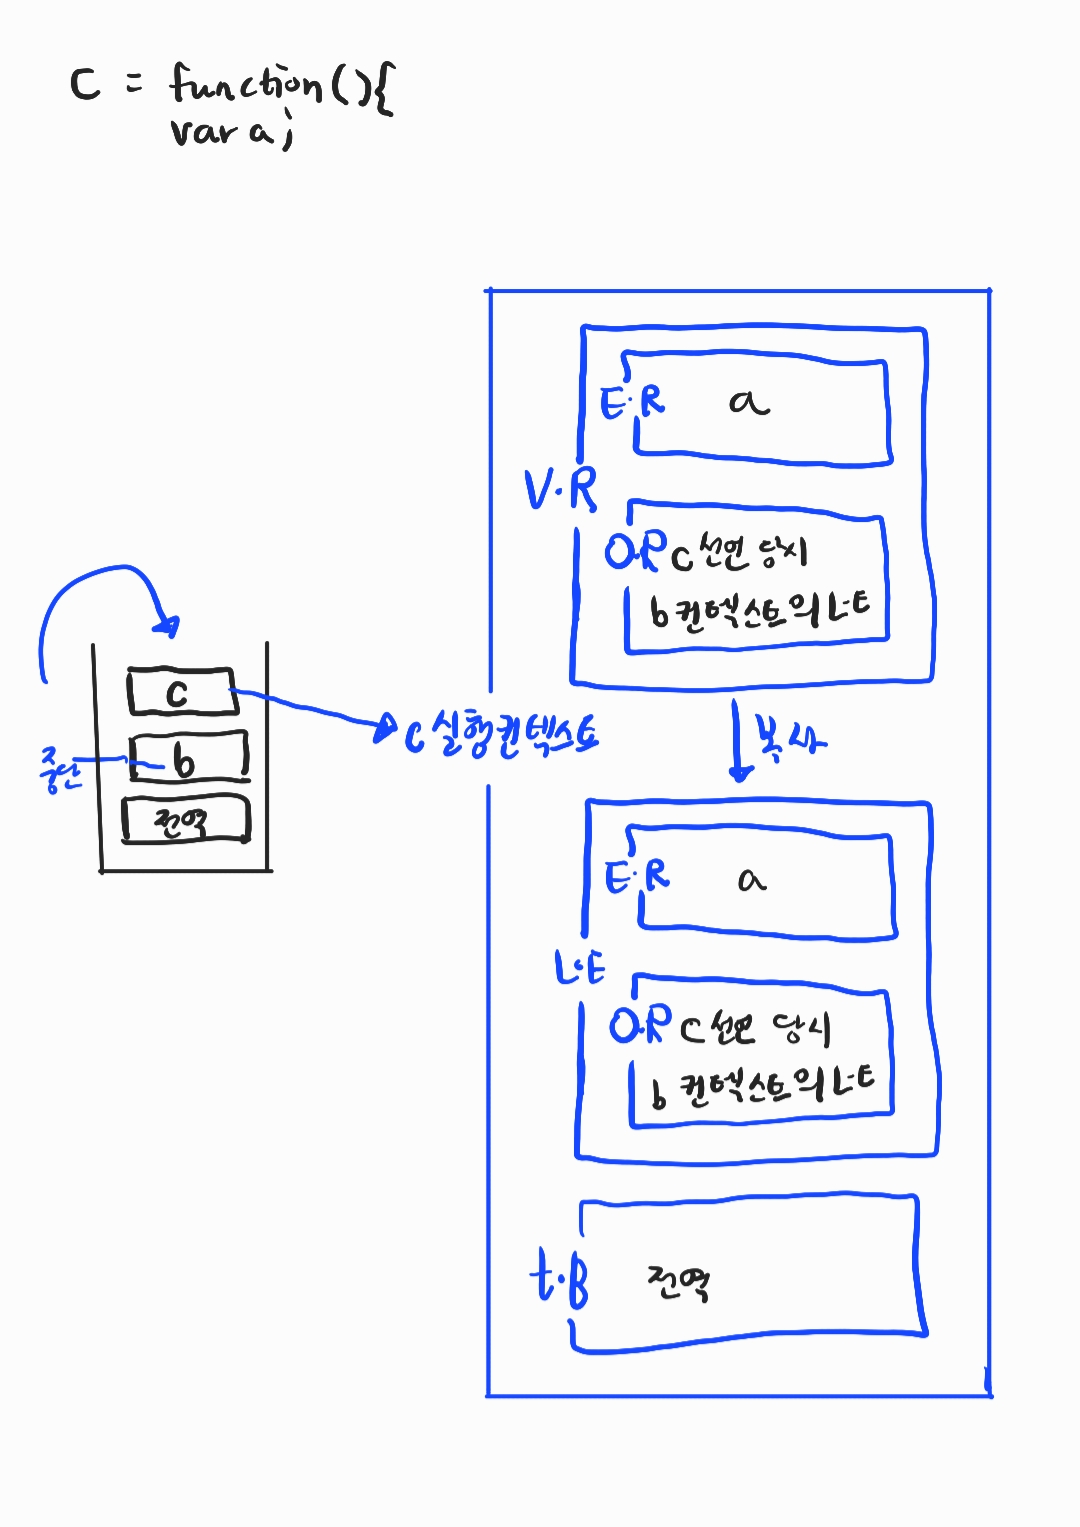 C = function(){
var a;
E·R a
V·R
O·R c 선언 당시
b 컨텍스트의 L·E
C
중단 b
전역
c 실행컨텍스트
복사
E·R a
L·E
O·R c 선언 당시
b 컨텍스트의 L·E
t·B 전역